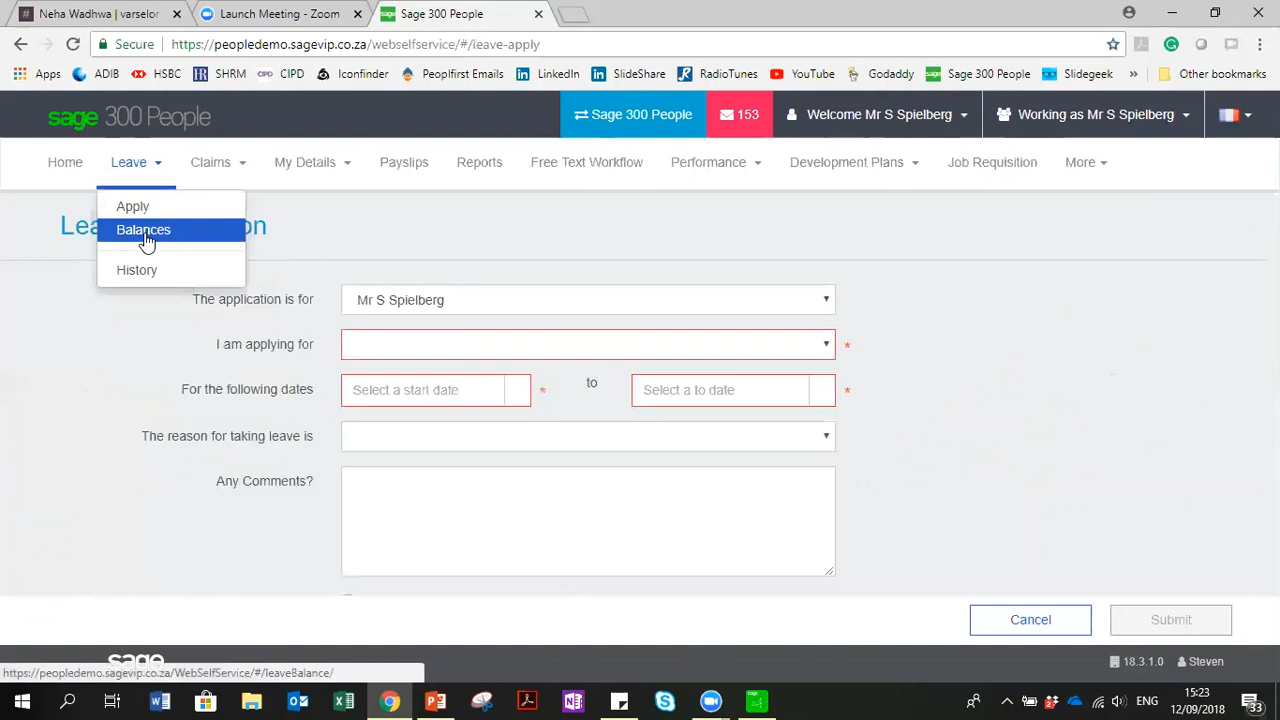 Neha Wadhwa | varselor
Launch Meeting - Zoom
Sage 300 People
Secure
https://peopledemo.sagevip.co.za/webselfservice/#/leave-apply
Apps
ADIB
HSBC
SHRM
CIPD
Iconfinder
Peoplfirst Emails
LinkedIn
SlideShare
RadioTunes
YouTube
Godaddy
Sage 300 People
Slidegeek
»
Other bookmarks
sage 300 People
Sage 300 People
153
Welcome Mr S Spielberg
Working as Mr S Spielberg
Home
Leave
Claims
My Details
Payslips
Reports
Free Text Workflow
Performance
Development Plans
Job Requisition
More
Apply
Balances
History
The application is for
Mr S Spielberg
I am applying for
*
For the following dates
Select a start date
*
to
Select a to date
*
The reason for taking leave is
Any Comments?
Cancel
Submit
sage
18.3.1.0
Steven
https://peopledemo.sagevip.co.za/WebSelfService/#/leaveBalance/
ENG
15:23
12/09/2018
33